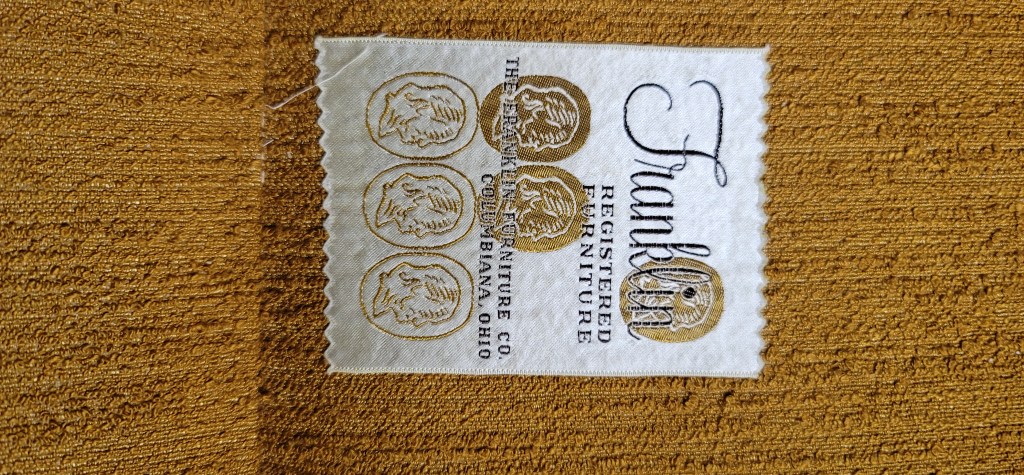 Franklin
REGISTERED
FURNITURE
THE FRANKLIN FURNITURE CO.
COLUMBIANA, OHIO